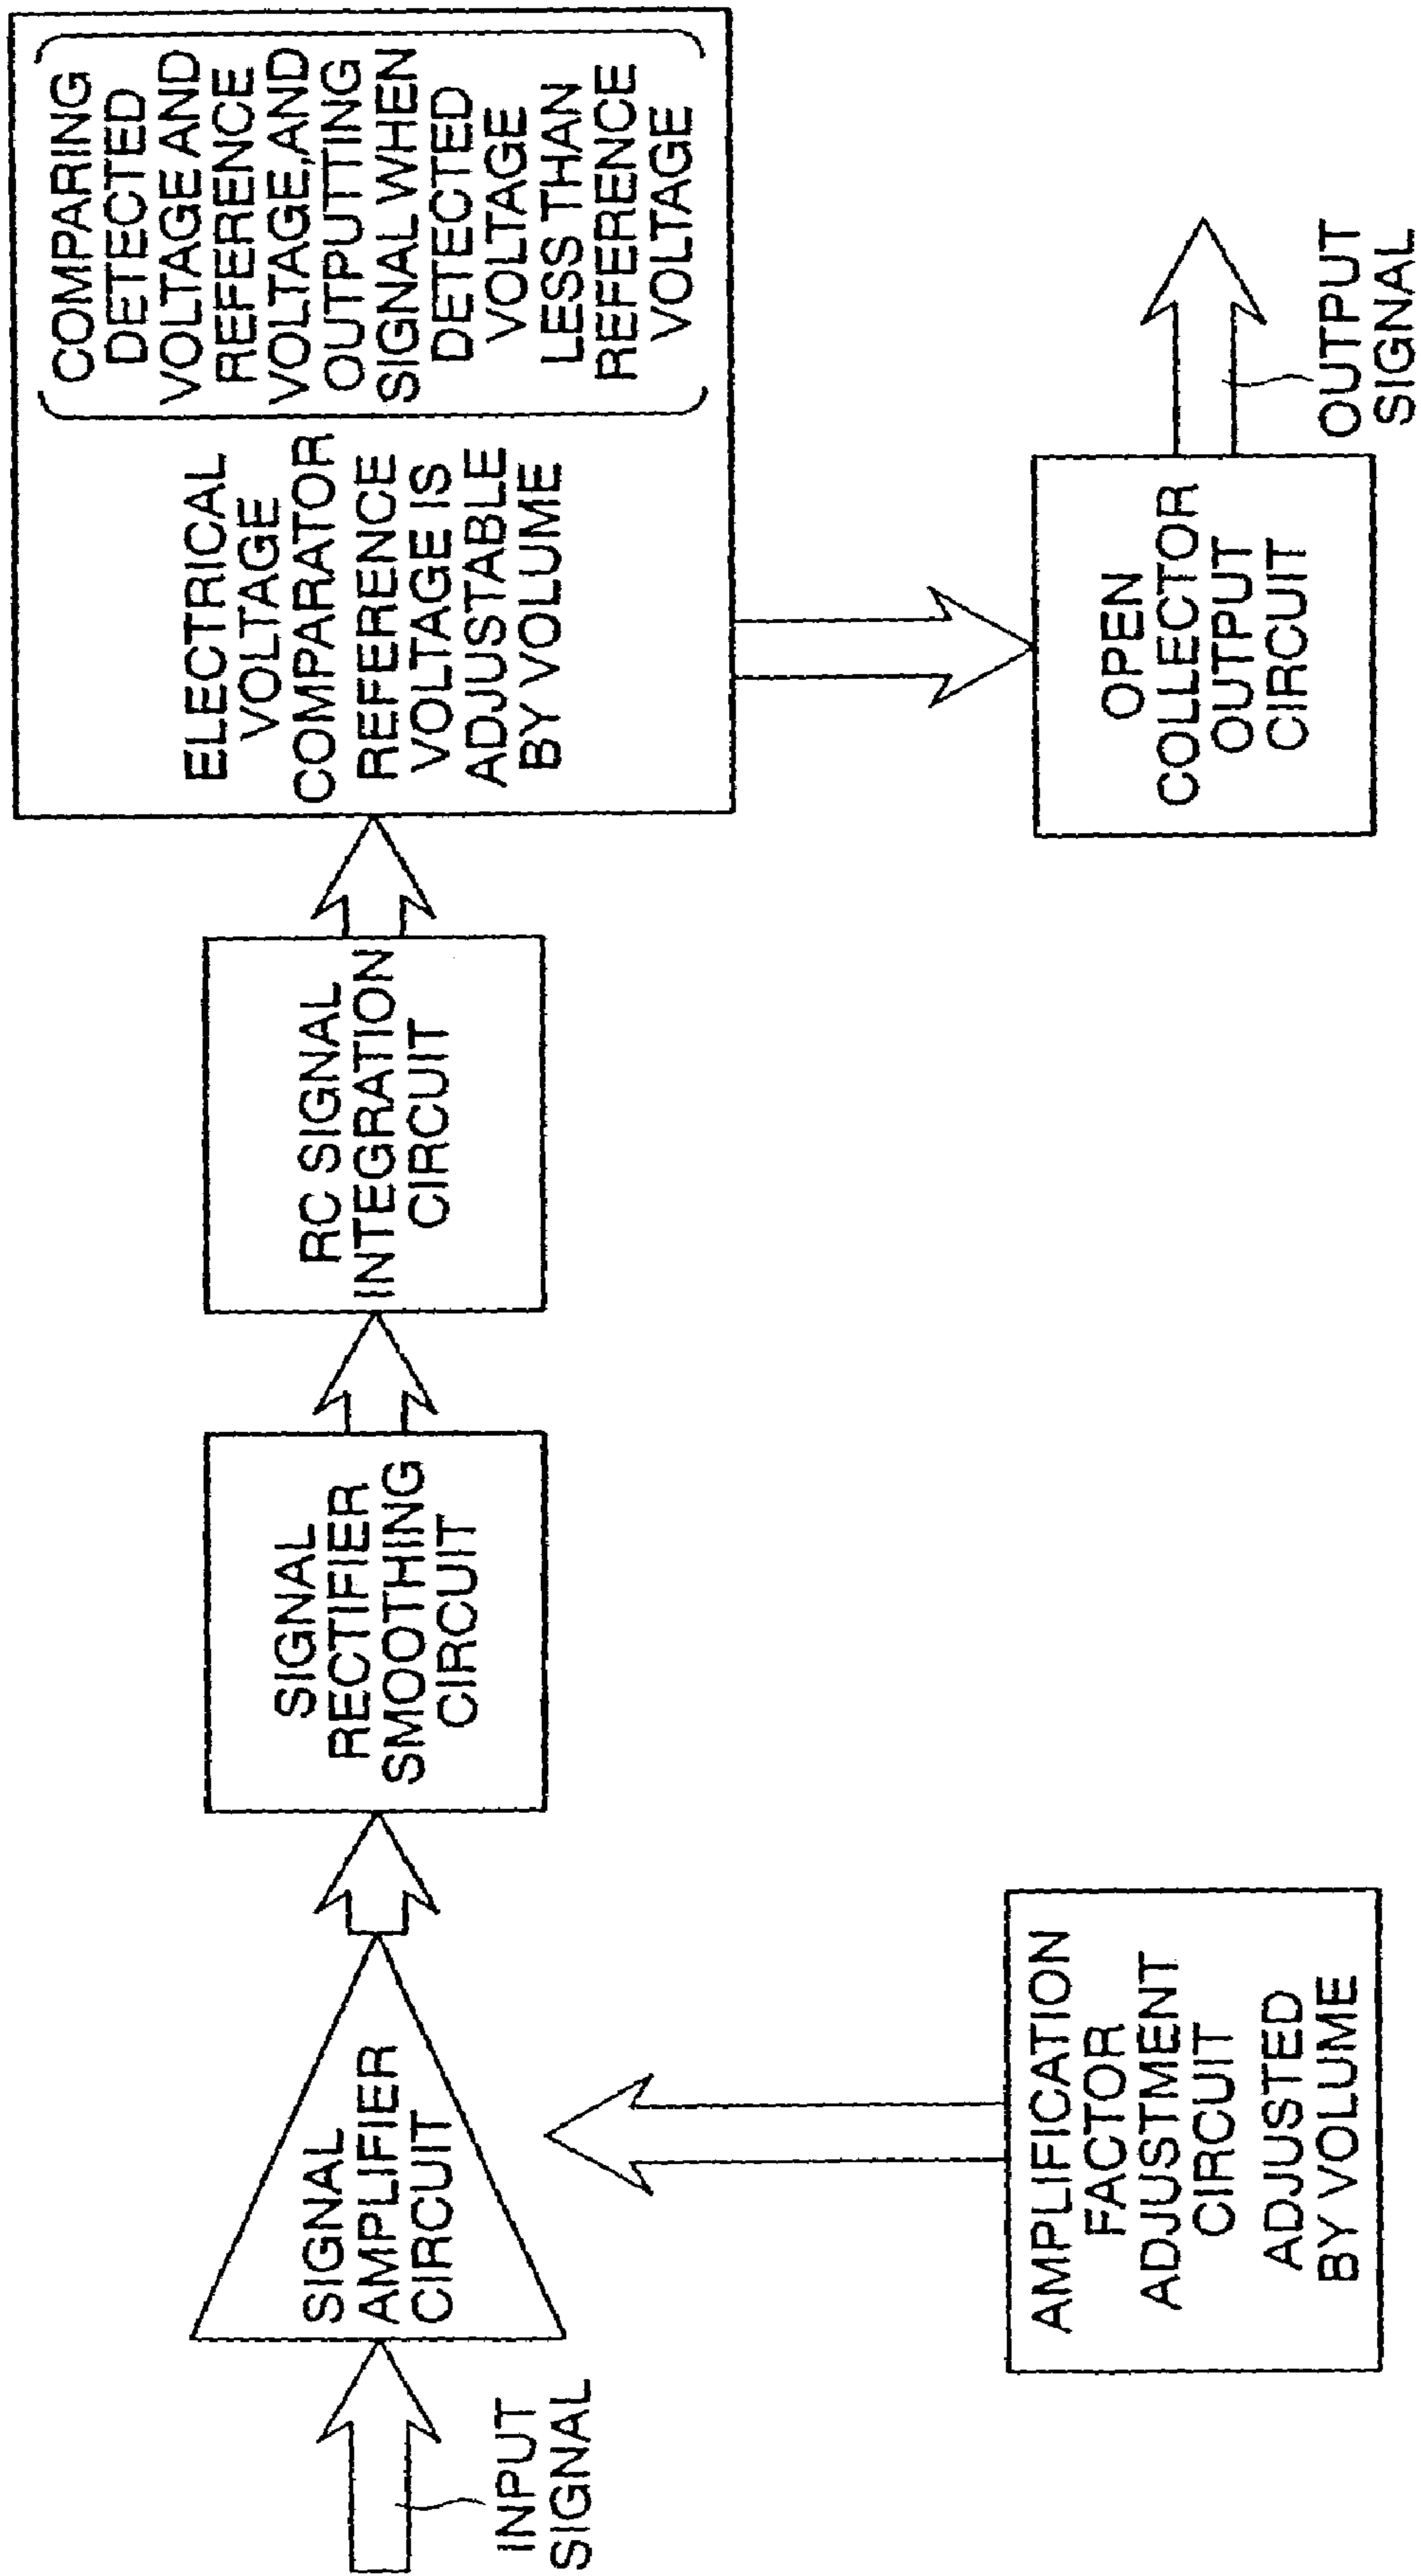 INPUT
SIGNAL
SIGNAL
AMPLIFIER
CIRCUIT
AMPLIFICATION
FACTOR
ADJUSTMENT
CIRCUIT
ADJUSTED
BY VOLUME
SIGNAL
RECTIFIER
SMOOTHING
CIRCUIT
RC SIGNAL
INTEGRATION
CIRCUIT
ELECTRICAL
VOLTAGE
COMPARATOR
REFERENCE
VOLTAGE IS
ADJUSTABLE
BY VOLUME
COMPARING
DETECTED
VOLTAGE AND
REFERENCE
VOLTAGE,AND
OUTPUTTING
SIGNAL WHEN
DETECTED
VOLTAGE
LESS THAN
REFERENCE
VOLTAGE
OPEN
COLLECTOR
OUTPUT
CIRCUIT
OUTPUT
SIGNAL